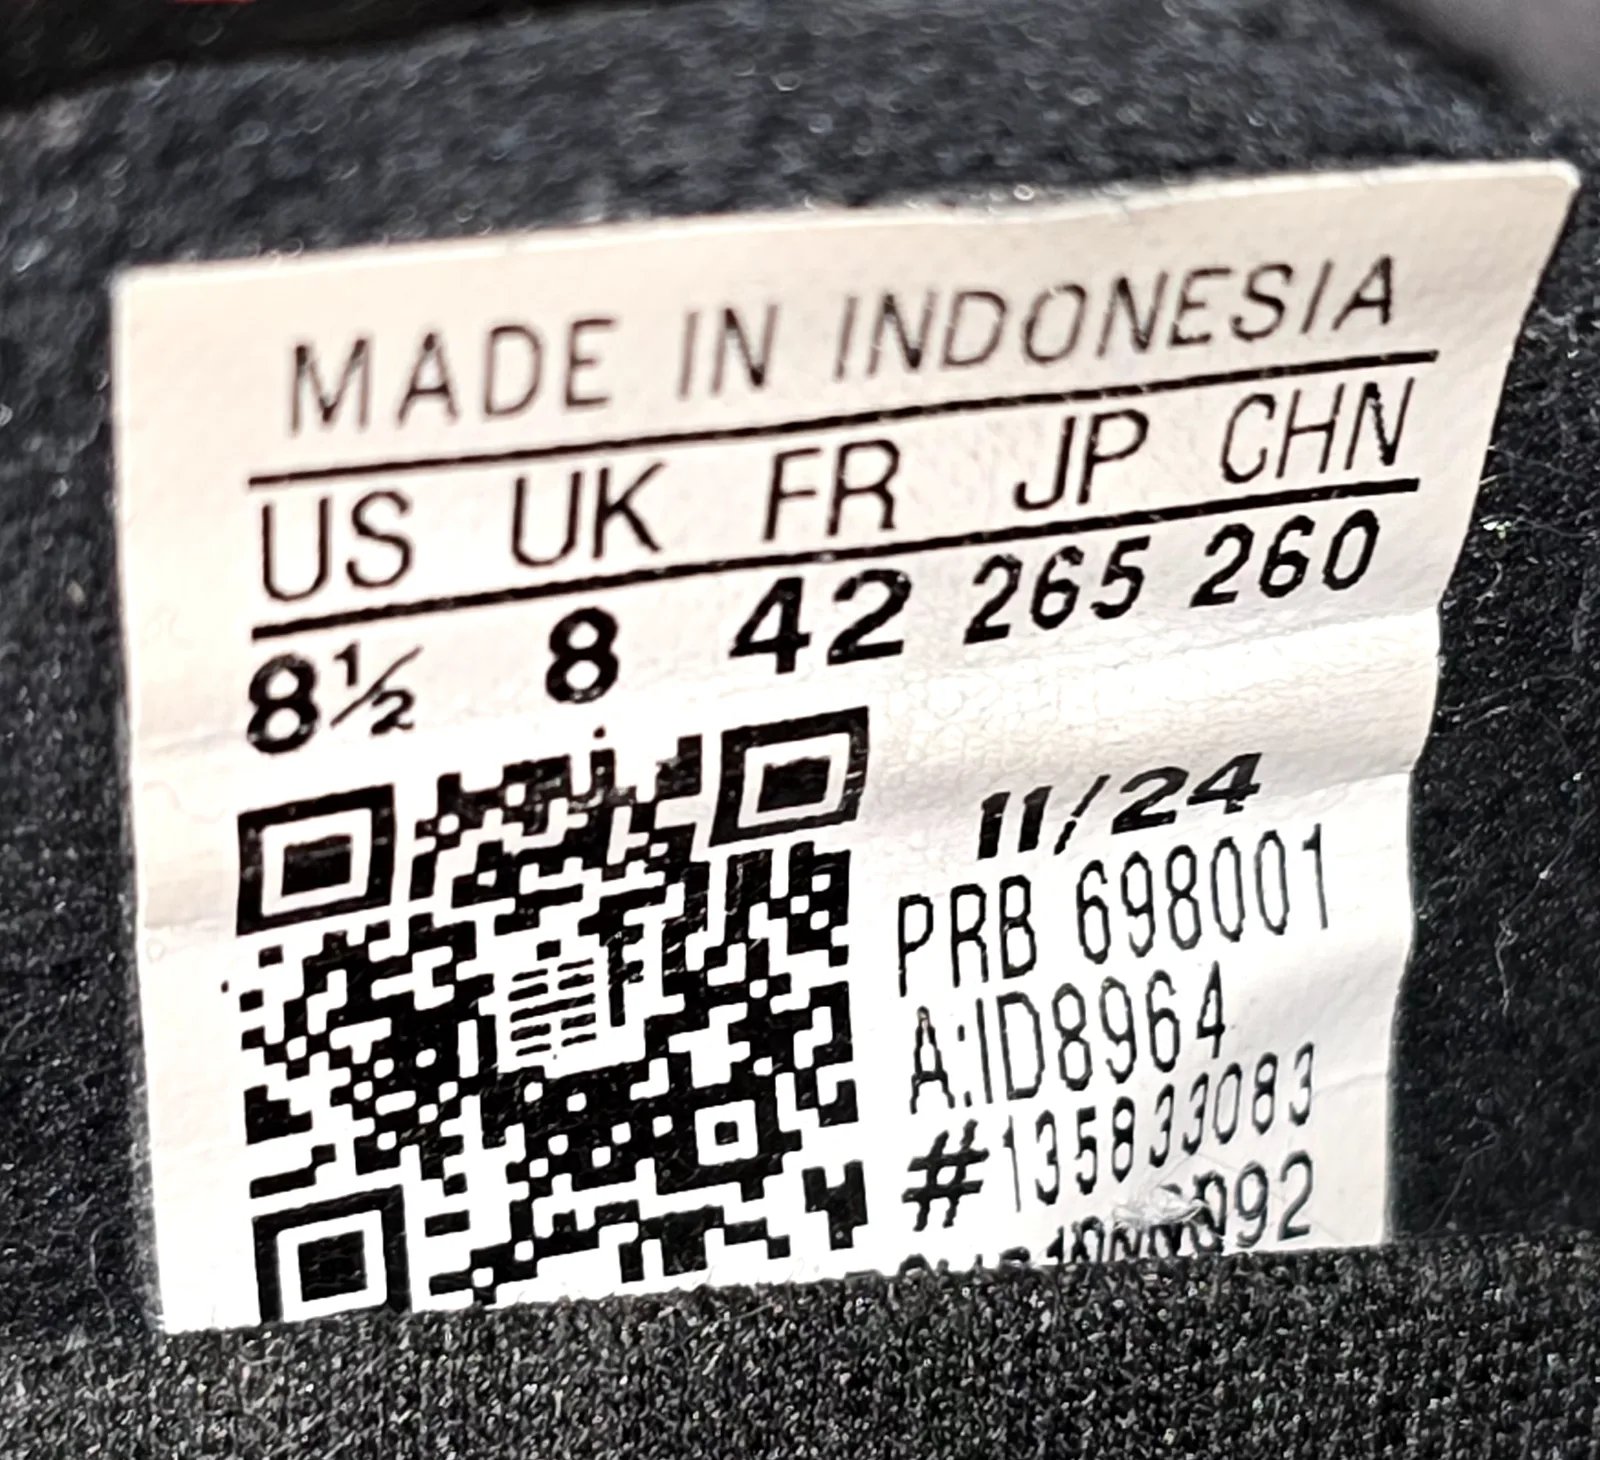 MADE IN INDONESIA
US UK FR JP CHN
8½ 8 42 265 260
11/24
PRB 698001
A:ID8964
#135833083